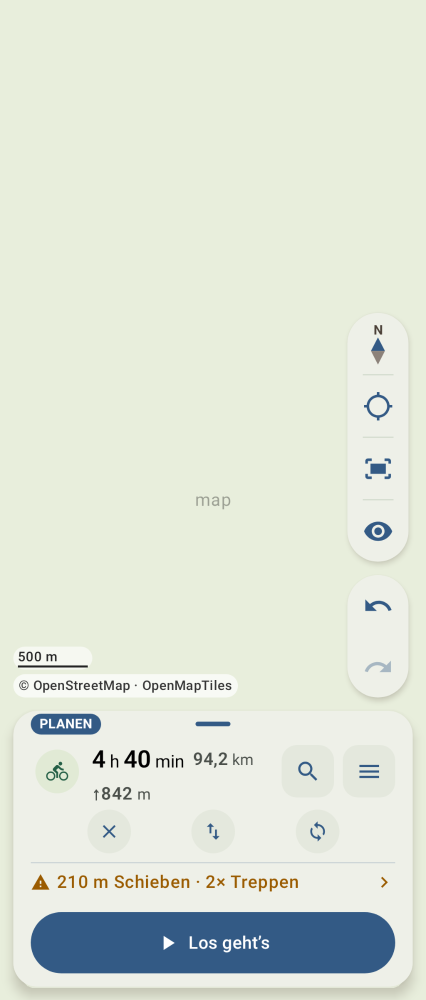 N
map
500 m
© OpenStreetMap · OpenMapTiles
PLANEN
4 h 40 min 94,2 km
↑842 m
210 m Schieben · 2× Treppen
Los geht’s